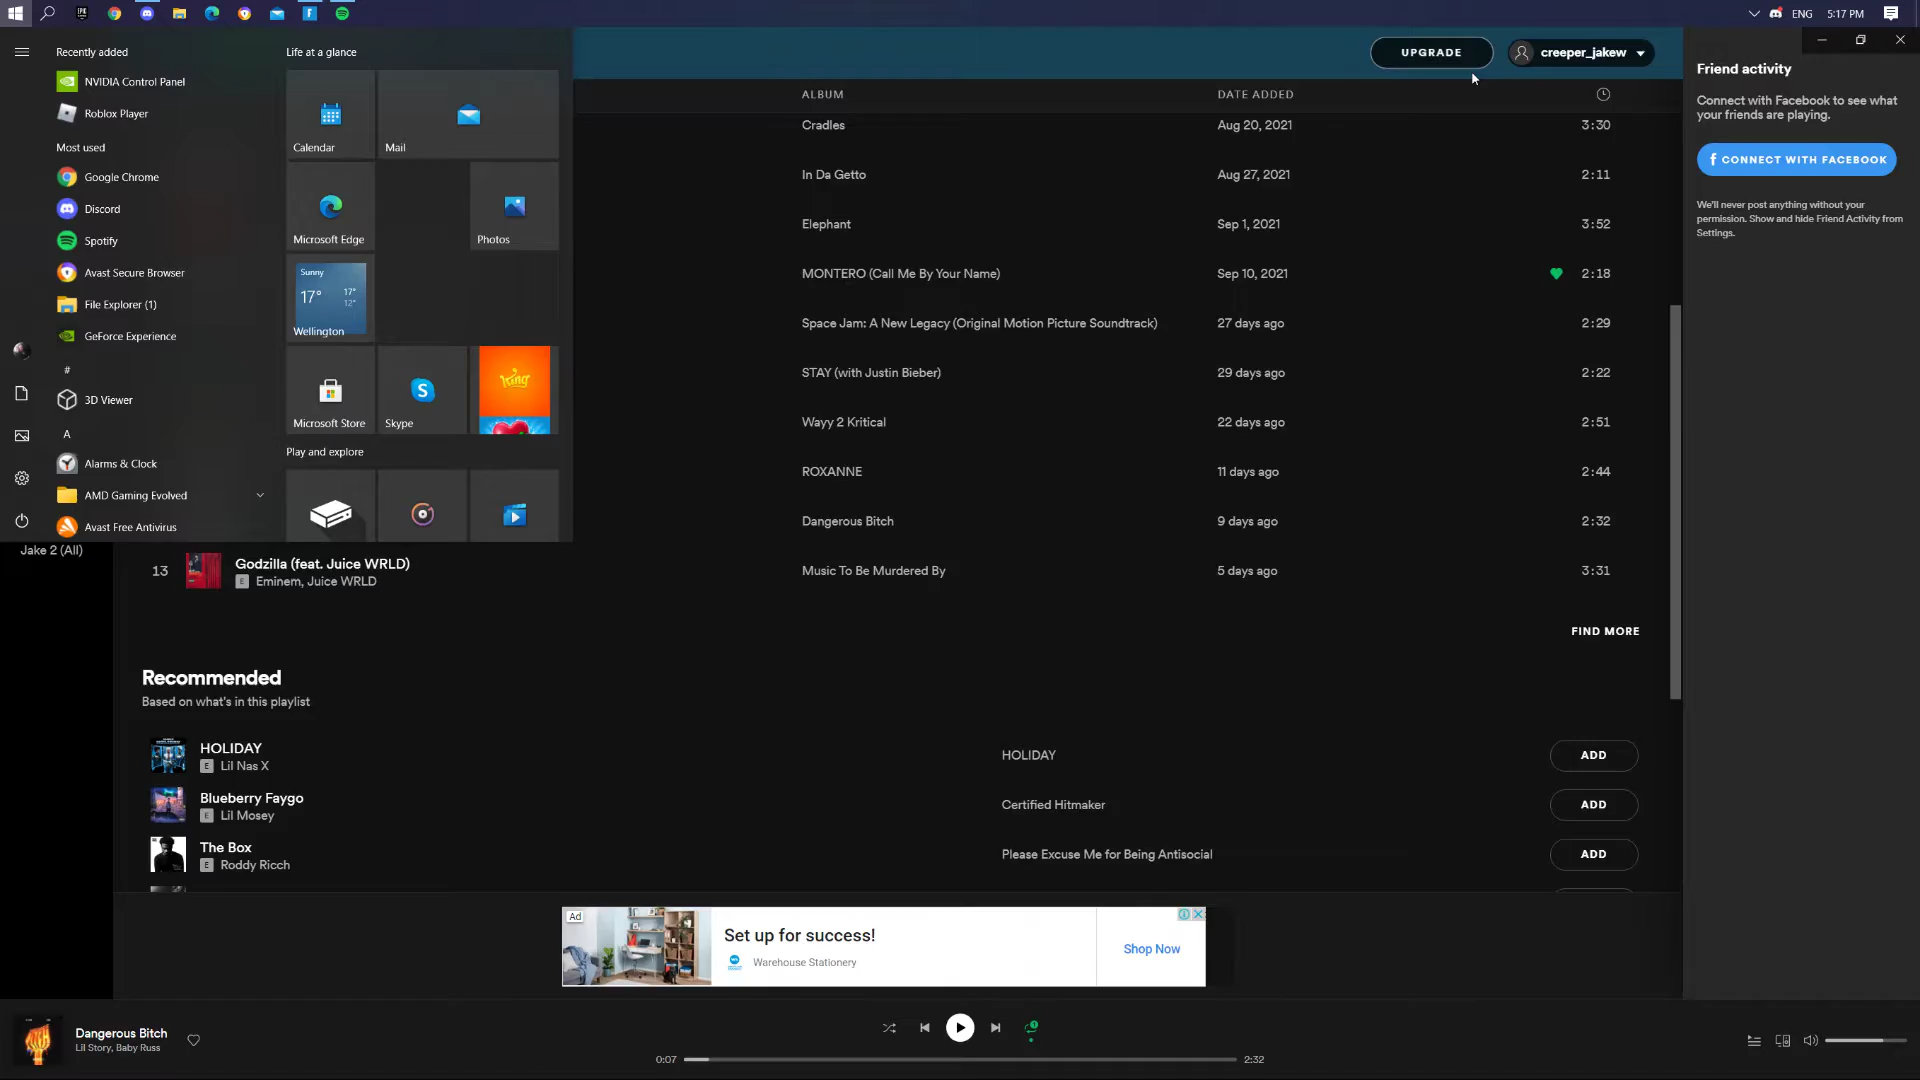 ENG
5:17 PM
Recently added
NVIDIA Control Panel
Roblox Player
Most used
Google Chrome
Discord
Spotify
Avast Secure Browser
File Explorer (1)
GeForce Experience
#
3D Viewer
A
Alarms & Clock
AMD Gaming Evolved
Avast Free Antivirus
Life at a glance
Calendar
Mail
Microsoft Edge
Photos
Sunny
17°
17°
12°
Wellington
Microsoft Store
Skype
King
Play and explore
UPGRADE
creeper_jakew
ALBUM DATE ADDED
Cradles Aug 20, 2021 3:30
In Da Getto Aug 27, 2021 2:11
Elephant Sep 1, 2021 3:52
MONTERO (Call Me By Your Name) Sep 10, 2021 2:18
Space Jam: A New Legacy (Original Motion Picture Soundtrack) 27 days ago 2:29
STAY (with Justin Bieber) 29 days ago 2:22
Wayy 2 Kritical 22 days ago 2:51
ROXANNE 11 days ago 2:44
Dangerous Bitch 9 days ago 2:32
Jake 2 (All)
13 Godzilla (feat. Juice WRLD) Music To Be Murdered By 5 days ago 3:31
E Eminem, Juice WRLD
FIND MORE
Recommended
Based on what's in this playlist
HOLIDAY
E Lil Nas X
HOLIDAY
ADD
Blueberry Faygo
E Lil Mosey
Certified Hitmaker
ADD
The Box
E Roddy Ricch
Please Excuse Me for Being Antisocial
ADD
Friend activity
Connect with Facebook to see what
your friends are playing.
f CONNECT WITH FACEBOOK
We'll never post anything without your
permission. Show and hide Friend Activity from
Settings.
Ad
Set up for success!
Warehouse Stationery
Shop Now
Dangerous Bitch
Lil Story, Baby Russ
0:07
2:32